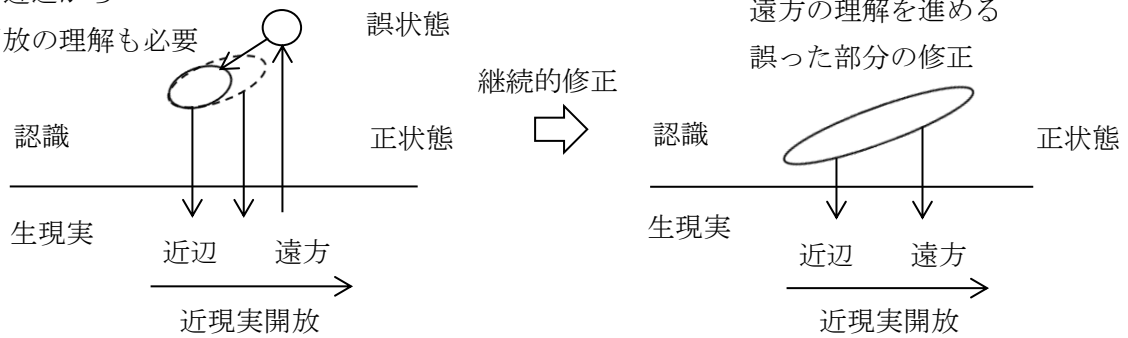 放の理解も必要
誤状態
認識
正状態
生現実
近辺
遠方
近現実開放
継続的修正
遠方の理解を進める
誤った部分の修正
認識
正状態
生現実
近辺
遠方
近現実開放